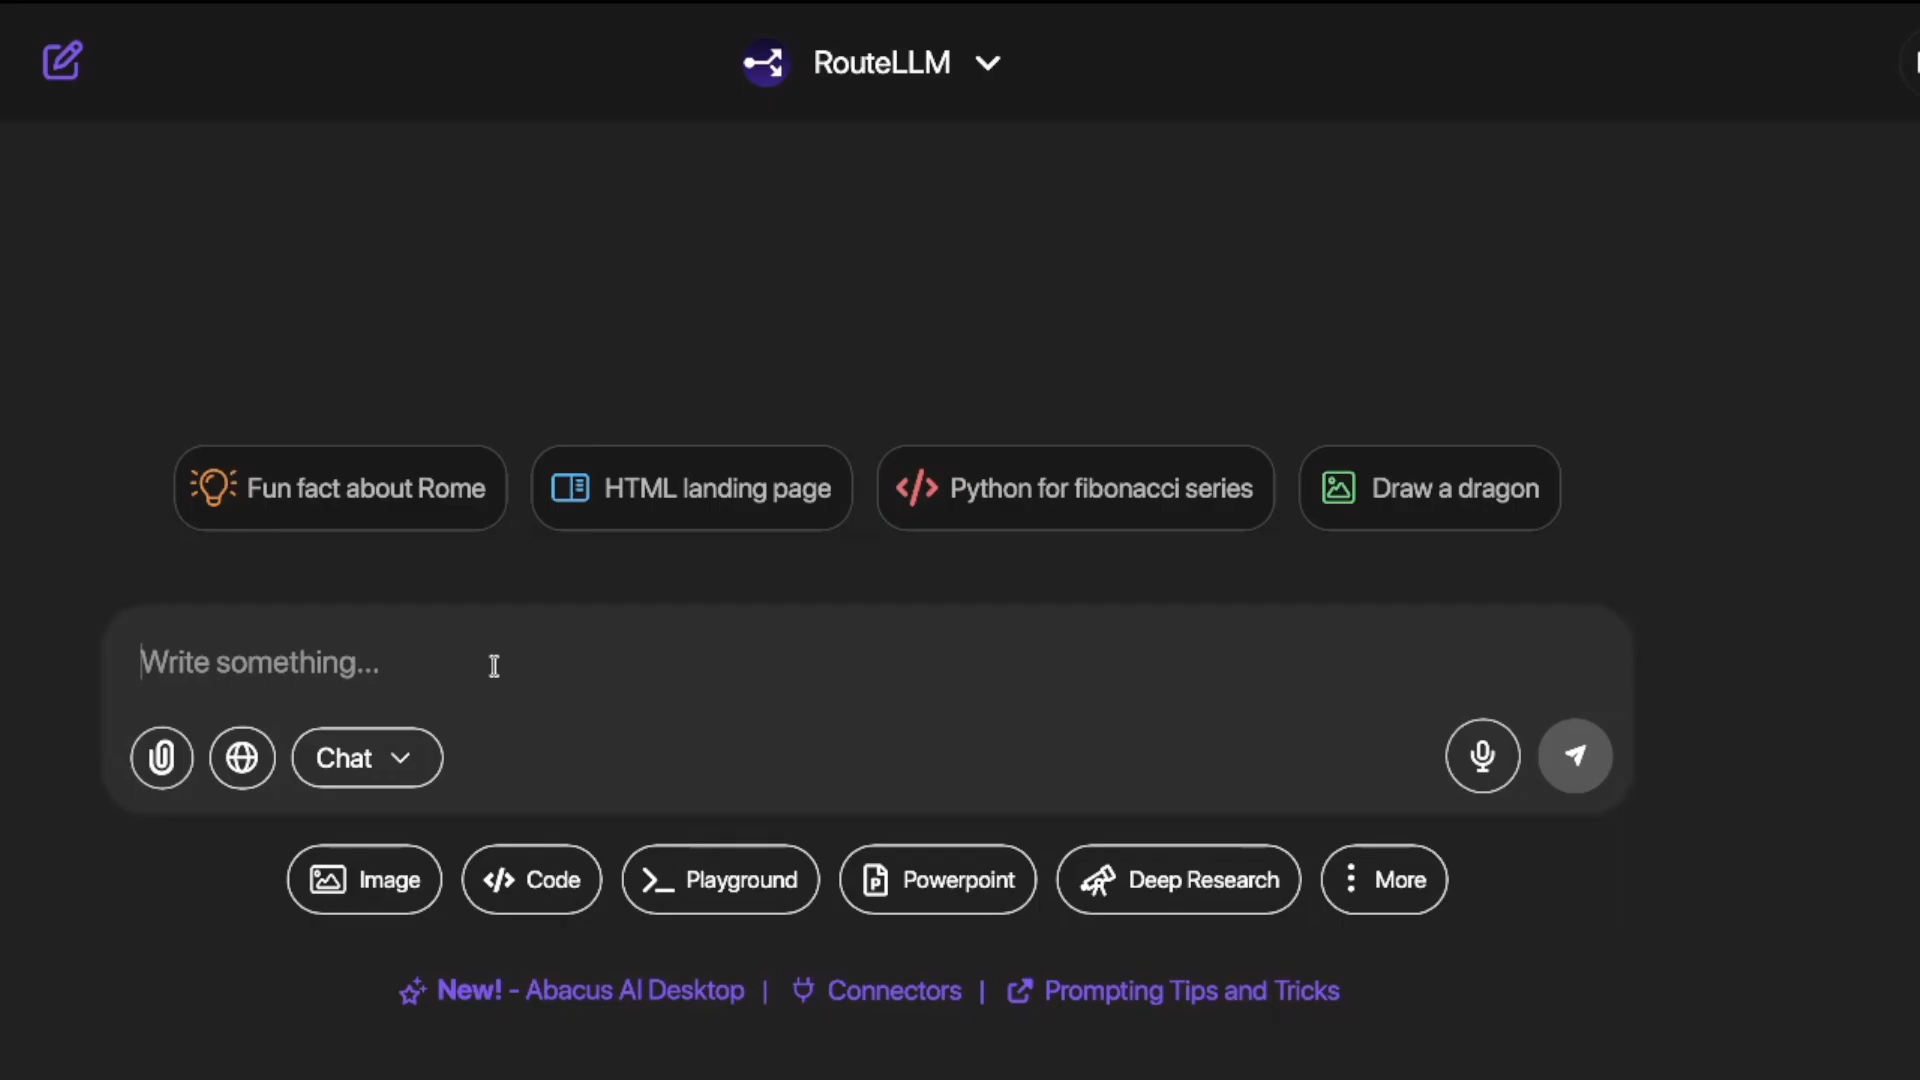 RouteLLM
Fun fact about Rome
HTML landing page
Python for fibonacci series
Draw a dragon
Write something...
Chat
Image
Code
Playground
Powerpoint
Deep Research
More
New! - Abacus AI Desktop | Connectors | Prompting Tips and Tricks